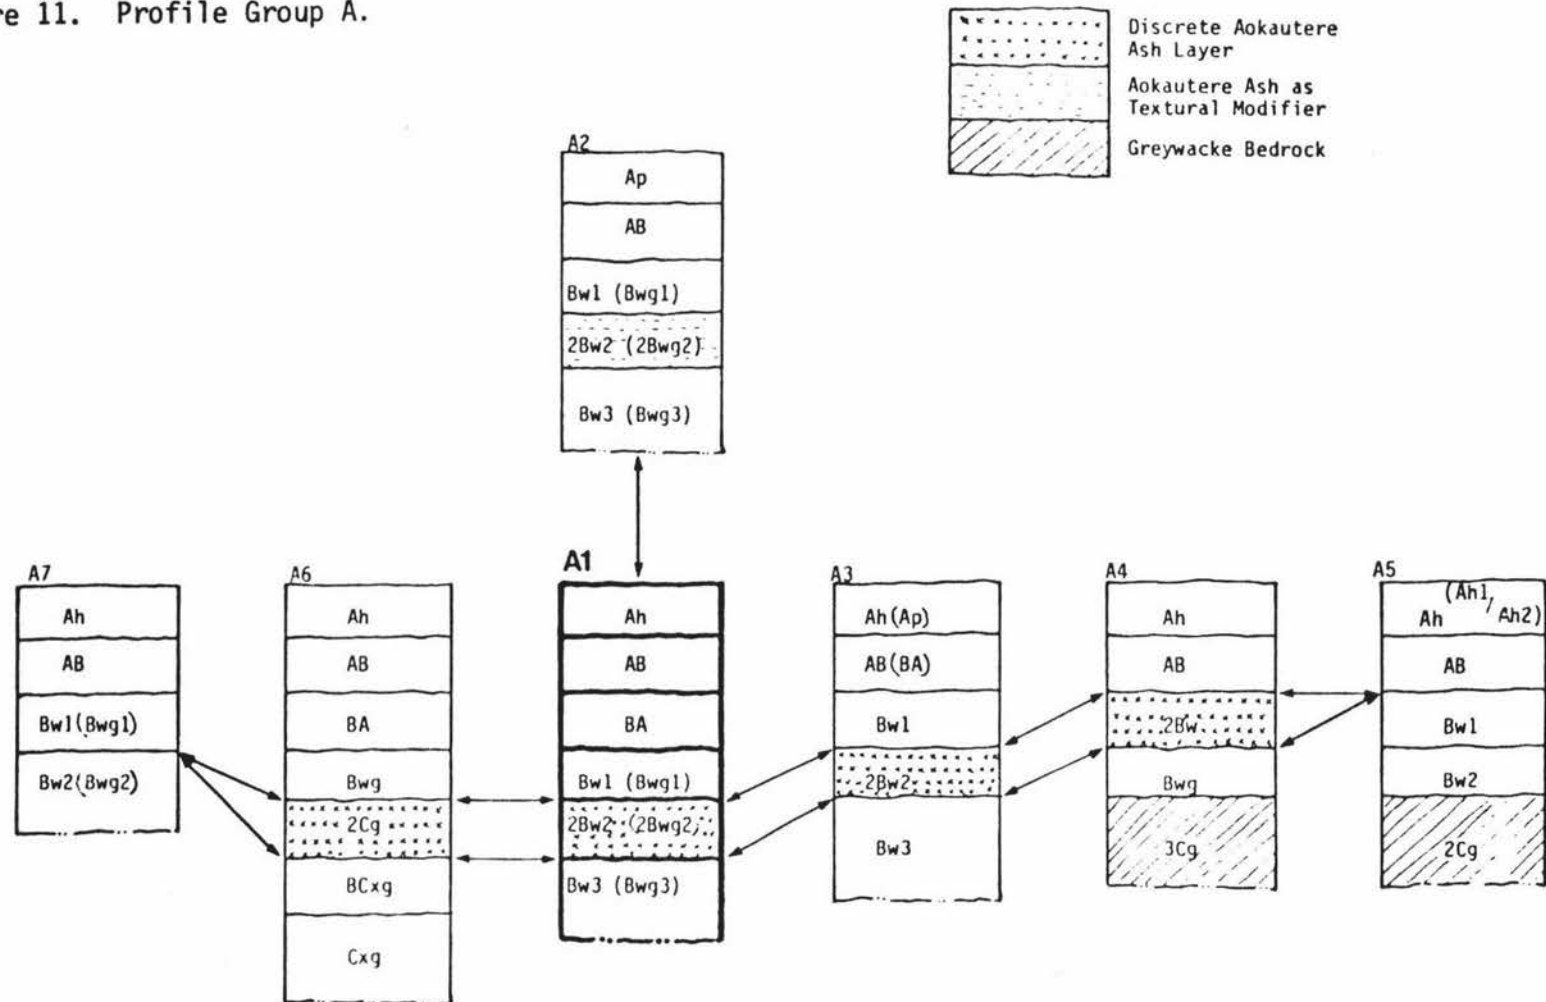 re 11. Profile Group A.
Discrete Aokautere
Ash Layer
Aokautere Ash as
Textural Modifier
Greywacke Bedrock
A2
Ap
AB
Bw1 (Bwg1)
2Bw2 (2Bwg2)
Bw3 (Bwg3)
A7
Ah
AB
Bw1(Bwg1)
Bw2(Bwg2)
A6
Ah
AB
BA
Bwg
2Cg
BCxg
Cxg
A1
Ah
AB
BA
Bw1 (Bwg1)
2Bw2 (2Bwg2)
Bw3 (Bwg3)
A3
Ah(Ap)
AB(BA)
Bw1
2Bw2
Bw3
A4
Ah
AB
2Bw
Bwg
3Cg
A5
Ah (Ah1/Ah2)
AB
Bw1
Bw2
2Cg